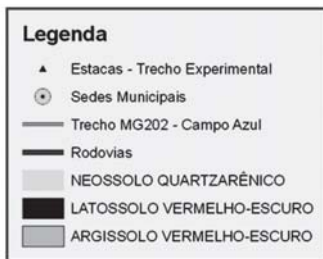 Legenda
Estacas - Trecho Experimental
Sedes Municipais
Trecho MG202 - Campo Azul
Rodovias
NEOSSOLO QUARTZARÊNICO
LATOSSOLO VERMELHO-ESCURO
ARGISSOLO VERMELHO-ESCURO